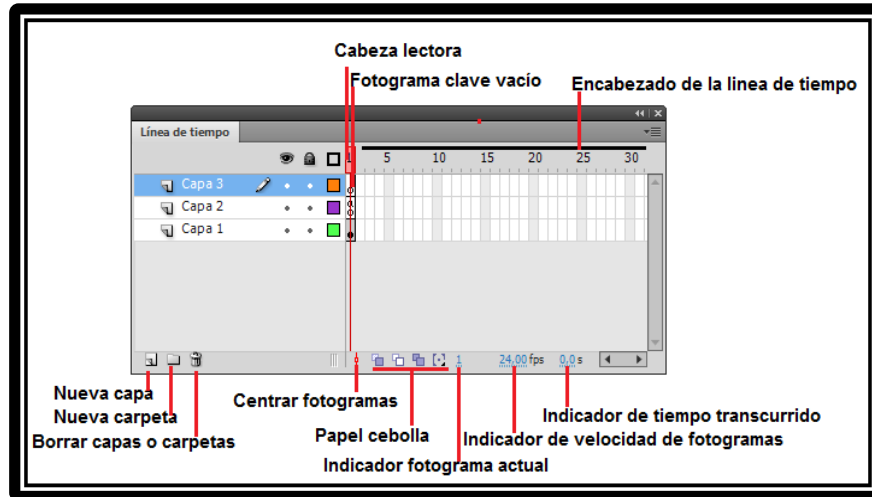 Cabeza lectora
Fotograma clave vacío
Encabezado de la linea de tiempo
Línea de tiempo
1 5 10 15 20 25 30
Capa 3
Capa 2
Capa 1
1 24,00 fps 0,0 s
Nueva capa
Nueva carpeta
Borrar capas o carpetas
Centrar fotogramas
Papel cebolla
Indicador fotograma actual
Indicador de tiempo transcurrido
Indicador de velocidad de fotogramas